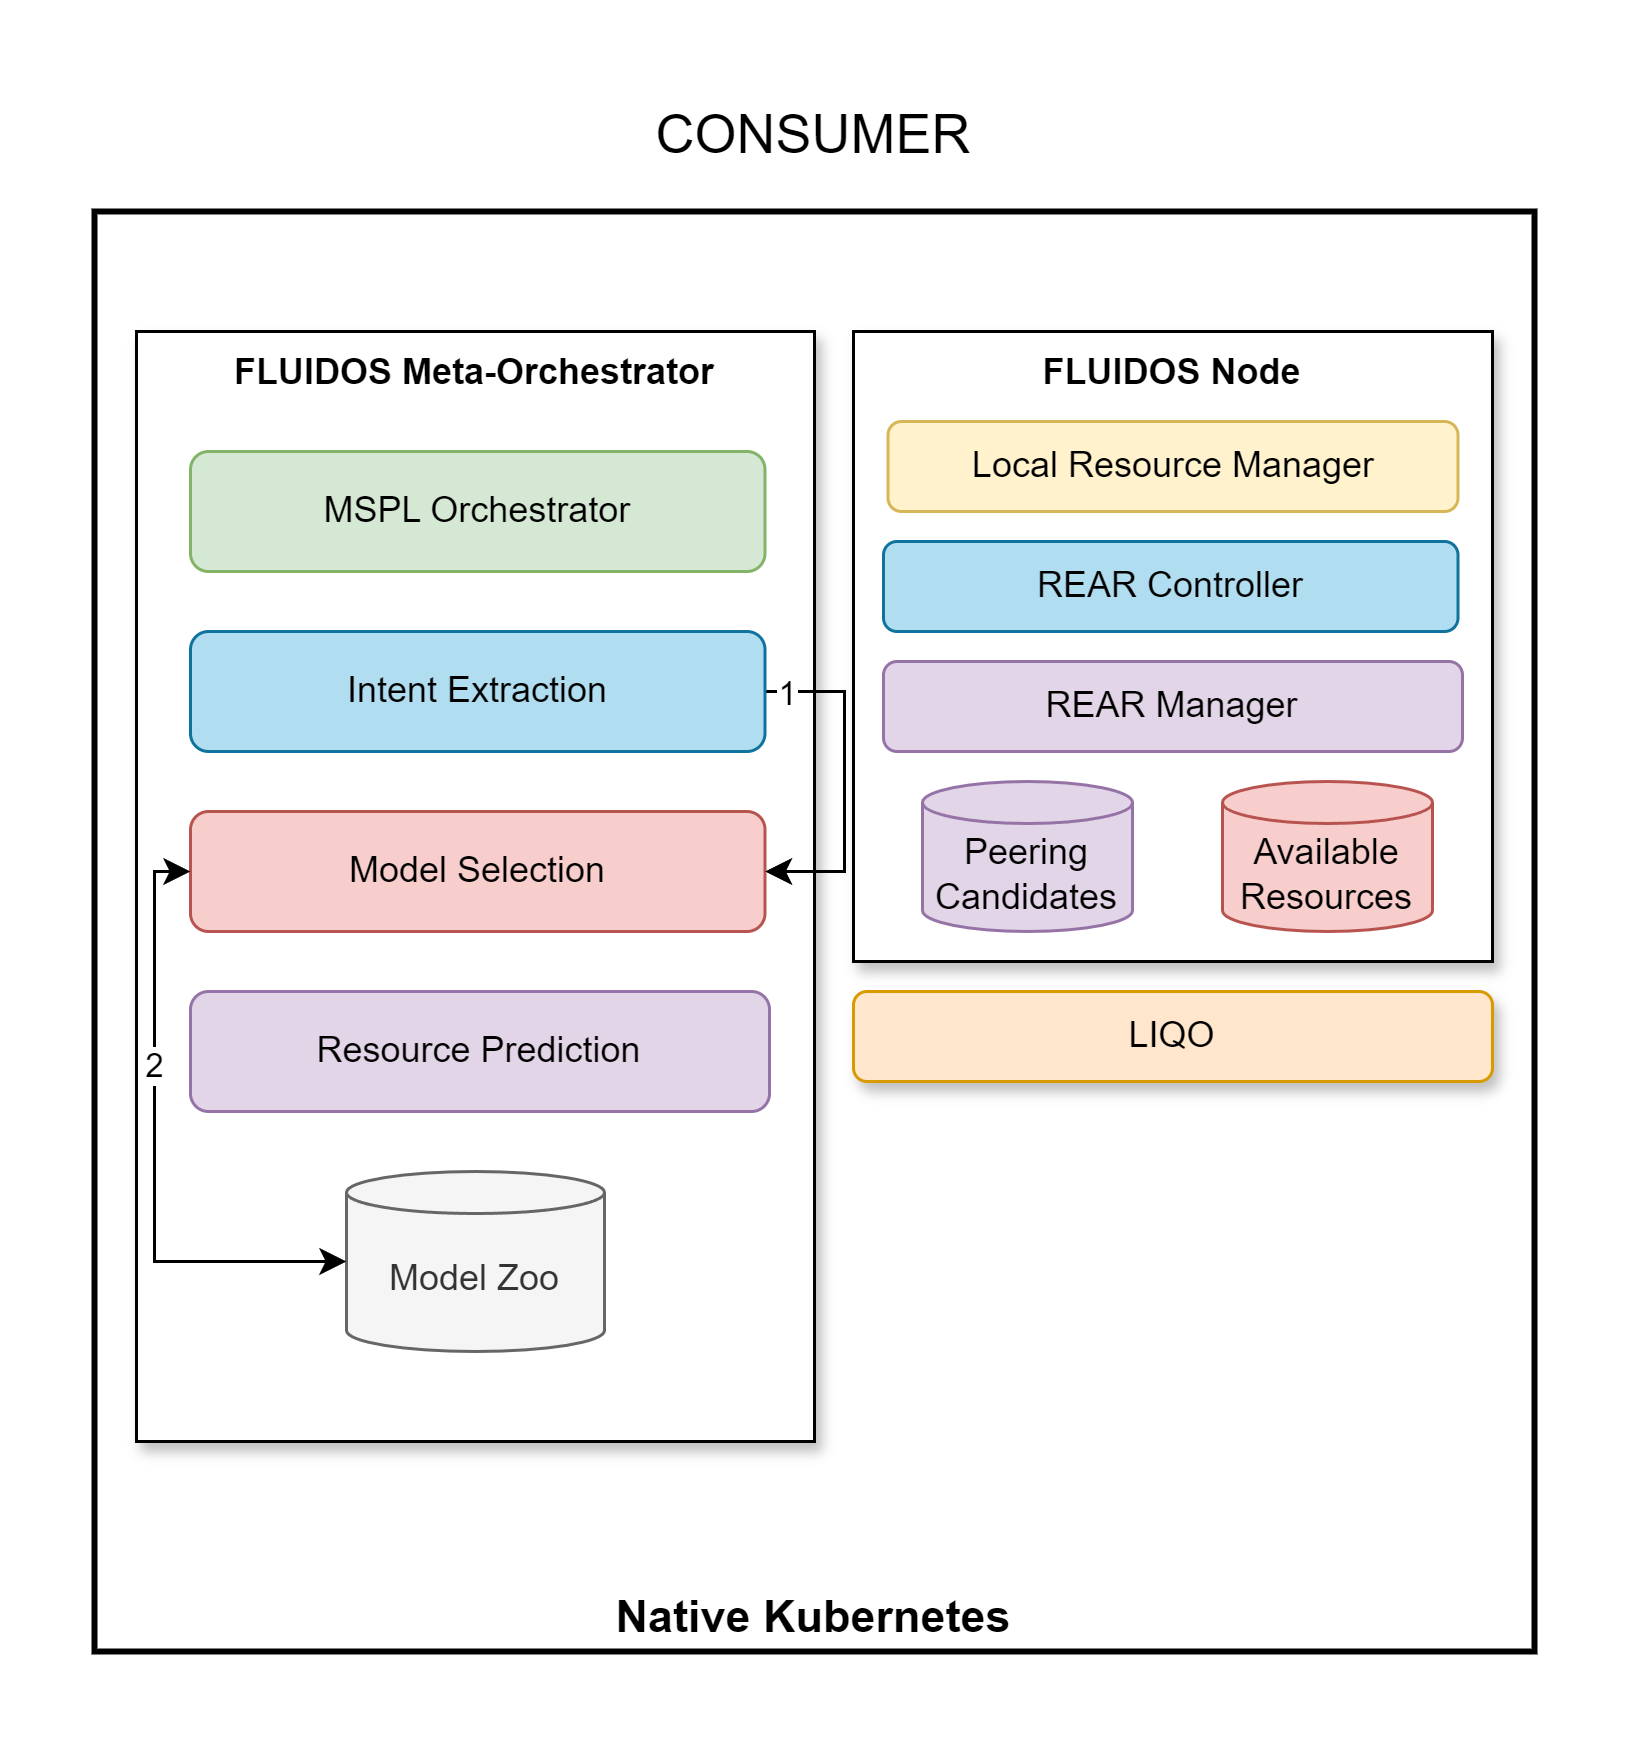 CONSUMER
FLUIDOS Meta-Orchestrator
MSPL Orchestrator
Intent Extraction
1
Model Selection
Resource Prediction
2
Model Zoo
FLUIDOS Node
Local Resource Manager
REAR Controller
REAR Manager
Peering
Candidates
Available
Resources
LIQO
Native Kubernetes